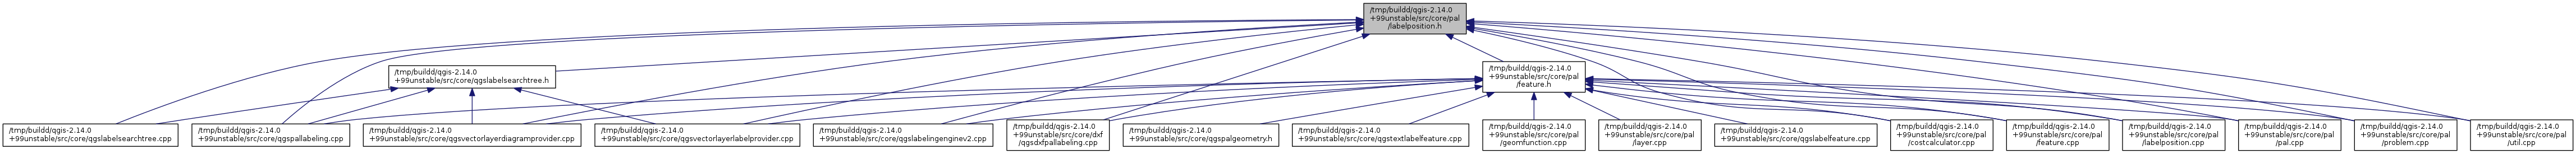 /tmp/buildd/qgis-2.14.0
+99unstable/src/core/pal
/labelposition.h
/tmp/buildd/qgis-2.14.0
+99unstable/src/core/qgslabelsearchtree.h
/tmp/buildd/qgis-2.14.0
+99unstable/src/core/pal
/feature.h
/tmp/buildd/qgis-2.14.0
+99unstable/src/core/qgslabelsearchtree.cpp
/tmp/buildd/qgis-2.14.0
+99unstable/src/core/qgspallabeling.cpp
/tmp/buildd/qgis-2.14.0
+99unstable/src/core/qgsvectorlayerdiagramprovider.cpp
/tmp/buildd/qgis-2.14.0
+99unstable/src/core/qgsvectorlayerlabelprovider.cpp
/tmp/buildd/qgis-2.14.0
+99unstable/src/core/qgslabelingenginev2.cpp
/tmp/buildd/qgis-2.14.0
+99unstable/src/core/dxf
/qgsdxfpallabeling.cpp
/tmp/buildd/qgis-2.14.0
+99unstable/src/core/qgspalgeometry.h
/tmp/buildd/qgis-2.14.0
+99unstable/src/core/qgstextlabelfeature.cpp
/tmp/buildd/qgis-2.14.0
+99unstable/src/core/pal
/geomfunction.cpp
/tmp/buildd/qgis-2.14.0
+99unstable/src/core/pal
/layer.cpp
/tmp/buildd/qgis-2.14.0
+99unstable/src/core/qgslabelfeature.cpp
/tmp/buildd/qgis-2.14.0
+99unstable/src/core/pal
/costcalculator.cpp
/tmp/buildd/qgis-2.14.0
+99unstable/src/core/pal
/feature.cpp
/tmp/buildd/qgis-2.14.0
+99unstable/src/core/pal
/labelposition.cpp
/tmp/buildd/qgis-2.14.0
+99unstable/src/core/pal
/pal.cpp
/tmp/buildd/qgis-2.14.0
+99unstable/src/core/pal
/problem.cpp
/tmp/buildd/qgis-2.14.0
+99unstable/src/core/pal
/util.cpp